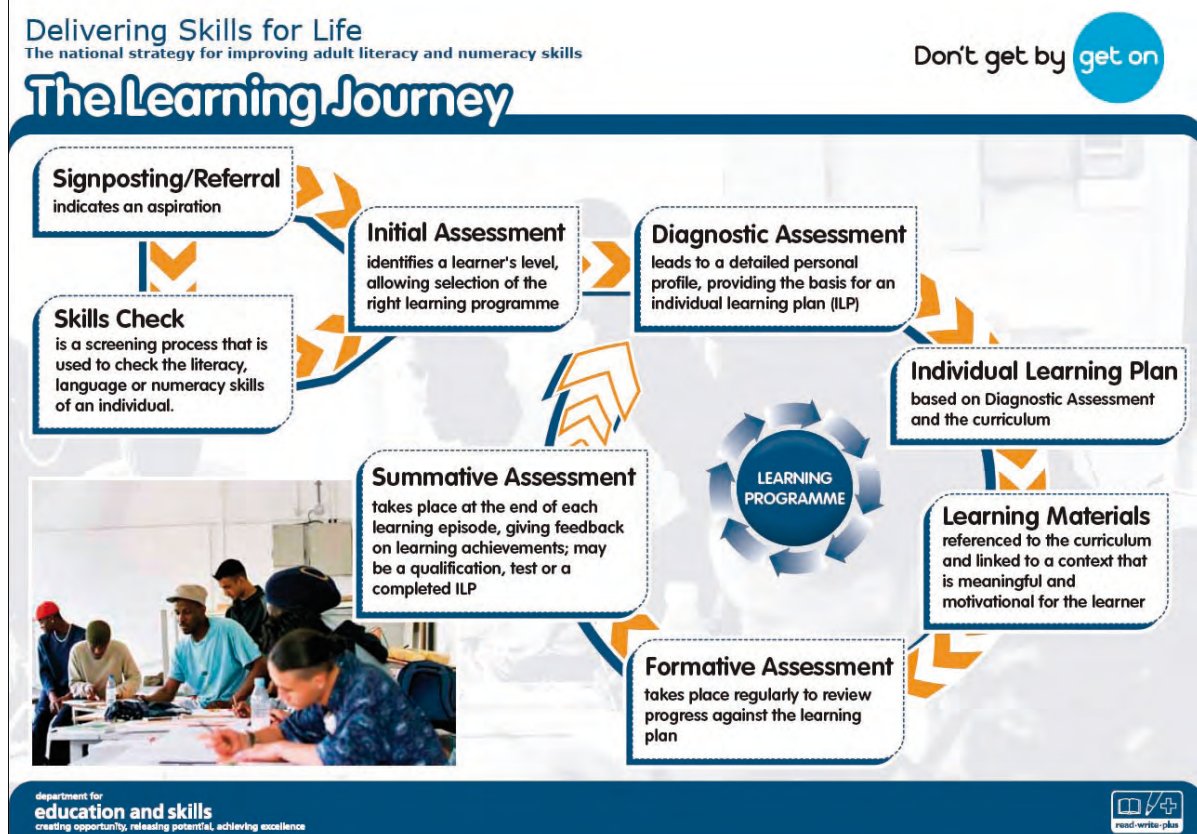 Delivering Skills for Life
The national strategy for improving adult literacy and numeracy skills
Don't get by get on
The Learning Journey
Signposting/Referral
indicates an aspiration
Skills Check
is a screening process that is
used to check the literacy,
language or numeracy skills
of an individual.
Initial Assessment
identifies a learner's level,
allowing selection of the
right learning programme
Diagnostic Assessment
leads to a detailed personal
profile, providing the basis for an
individual learning plan (ILP)
Individual Learning Plan
based on Diagnostic Assessment
and the curriculum
Learning Materials
referenced to the curriculum
and linked to a context that
is meaningful and
motivational for the learner
Formative Assessment
takes place regularly to review
progress against the learning
plan
Summative Assessment
takes place at the end of each
learning episode, giving feedback
on learning achievements; may
be a qualification, test or a
completed ILP
LEARNING
PROGRAMME
department for
education and skills
creating opportunity, releasing potential, achieving excellence
read-write-plus